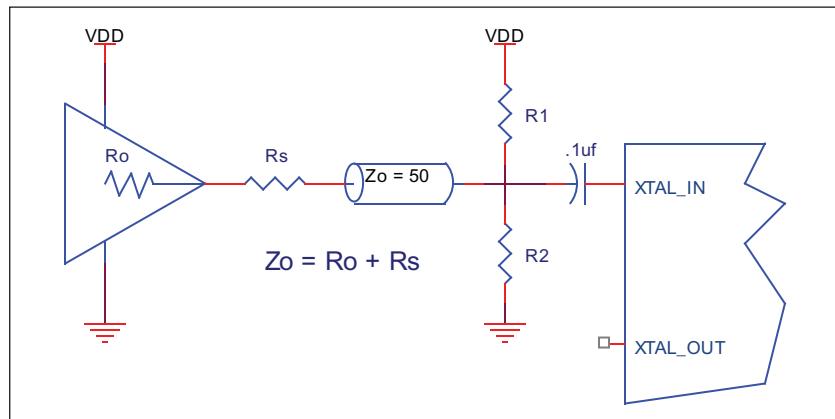 VDD
VDD
R1
Ro
Rs
Zo = 50
.1uf
XTAL_IN
Zo = Ro + Rs
R2
XTAL_OUT